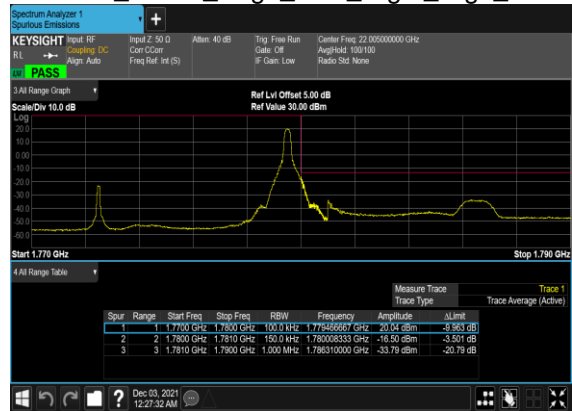 Spectrum Analyzer 1
Spurious Emissions
+
KEYSIGHT Input: RF Input Z: 50 Ω Atten: 40 dB Trig: Free Run Center Freq: 22.005000000 GHz
RL Coupling: DC Corr CCorr Gate: Off Avg|Hold: 100/100
Align: Auto Freq Ref: Int (S) IF Gain: Low Radio Std: None
PASS
3 All Range Graph Ref Lvl Offset 5.00 dB
Scale/Div 10.0 dB Ref Value 30.00 dBm
Log
20.0
10.0
0.00
-10.0
-20.0
-30.0
-40.0
-50.0
-60.0
Start 1.770 GHz Stop 1.790 GHz
4 All Range Table
Measure Trace Trace 1
Trace Type Trace Average (Active)
Spur Range Start Freq Stop Freq RBW Frequency Amplitude ΔLimit
1 1 1.7700 GHz 1.7800 GHz 100.0 kHz 1.779466667 GHz 20.04 dBm -9.963 dB
2 2 1.7800 GHz 1.7810 GHz 150.0 kHz 1.780008333 GHz -16.50 dBm -3.501 dB
3 3 1.7810 GHz 1.7900 GHz 1.000 MHz 1.786310000 GHz -33.79 dBm -20.79 dB
? Dec 03, 2021
12:27:32 AM